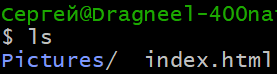 Сергей@Dragneel-400na
$ ls
Pictures/  index.html